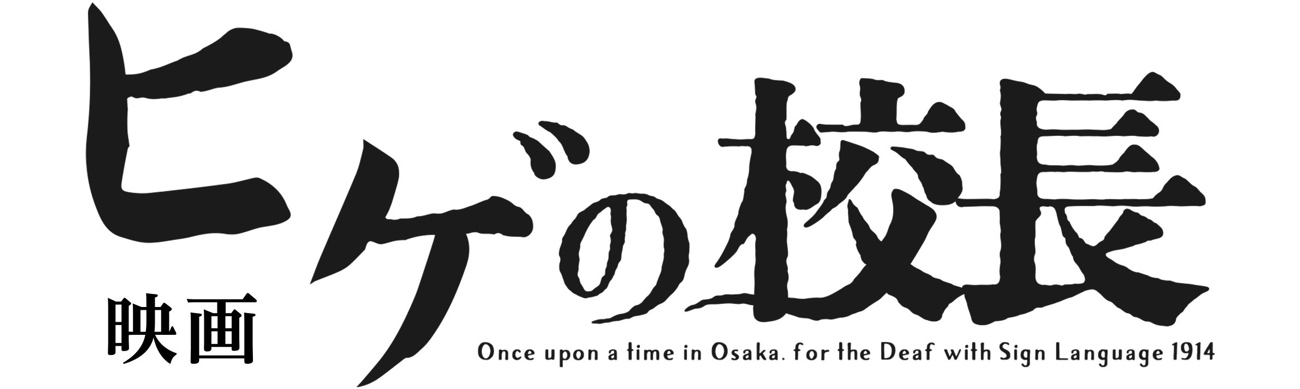 ヒゲの校長
映画
Once upon a time in Osaka. for the Deaf with Sign Language 1914